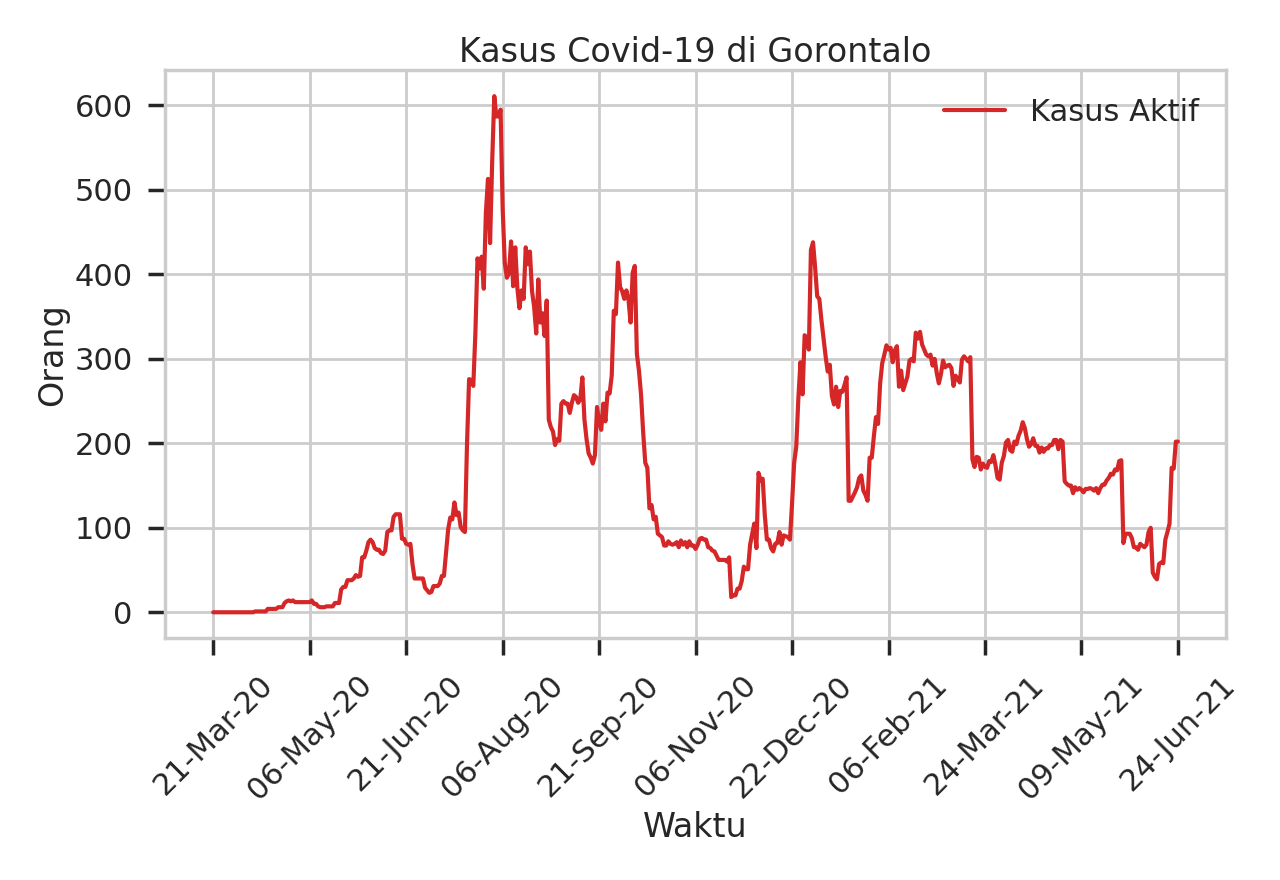 Kasus Covid-19 di Gorontalo
Kasus Aktif
600
500
400
300
200
100
0
Orang
21-Mar-20
06-May-20
21-Jun-20
06-Aug-20
21-Sep-20
06-Nov-20
22-Dec-20
06-Feb-21
24-Mar-21
09-May-21
24-Jun-21
Waktu